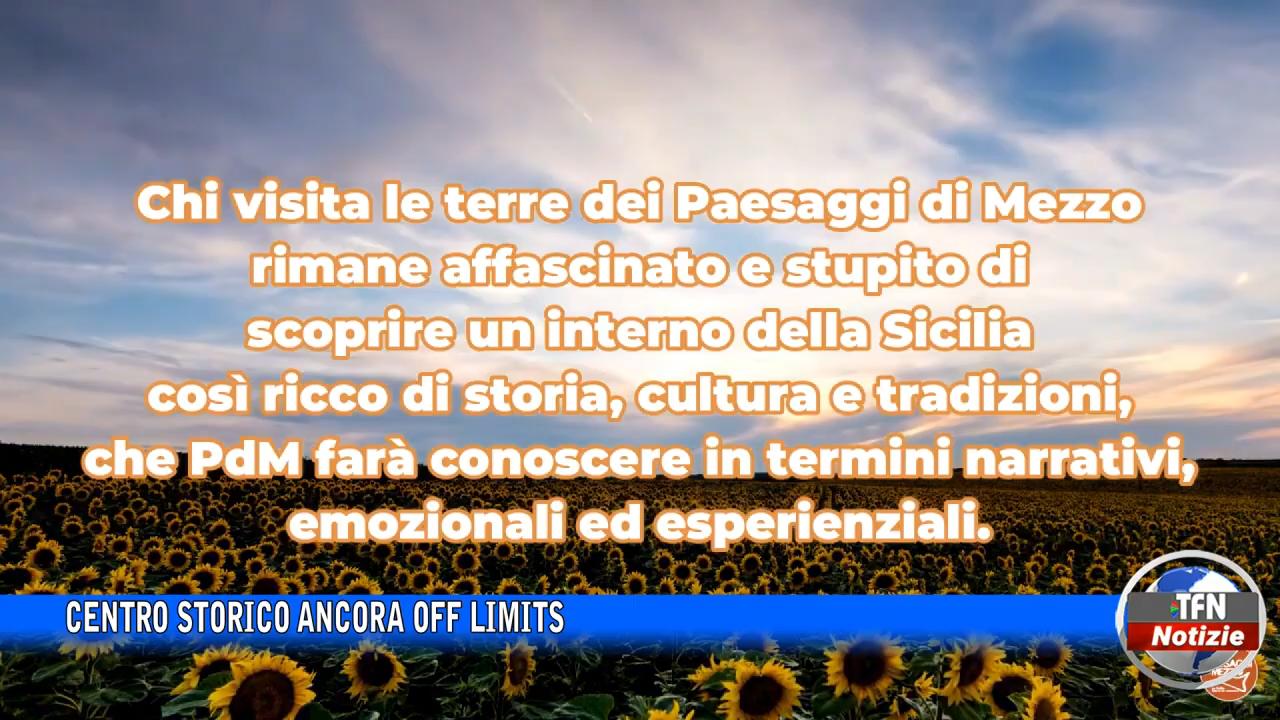 Chi visita le terre dei Paesaggi di Mezzo
rimane affascinato e stupito di
scoprire un interno della Sicilia
così ricco di storia, cultura e tradizioni,
che PdM farà conoscere in termini narrativi,
emozionali ed esperienziali.
CENTRO STORICO ANCORA OFF LIMITS
TFN
Notizie